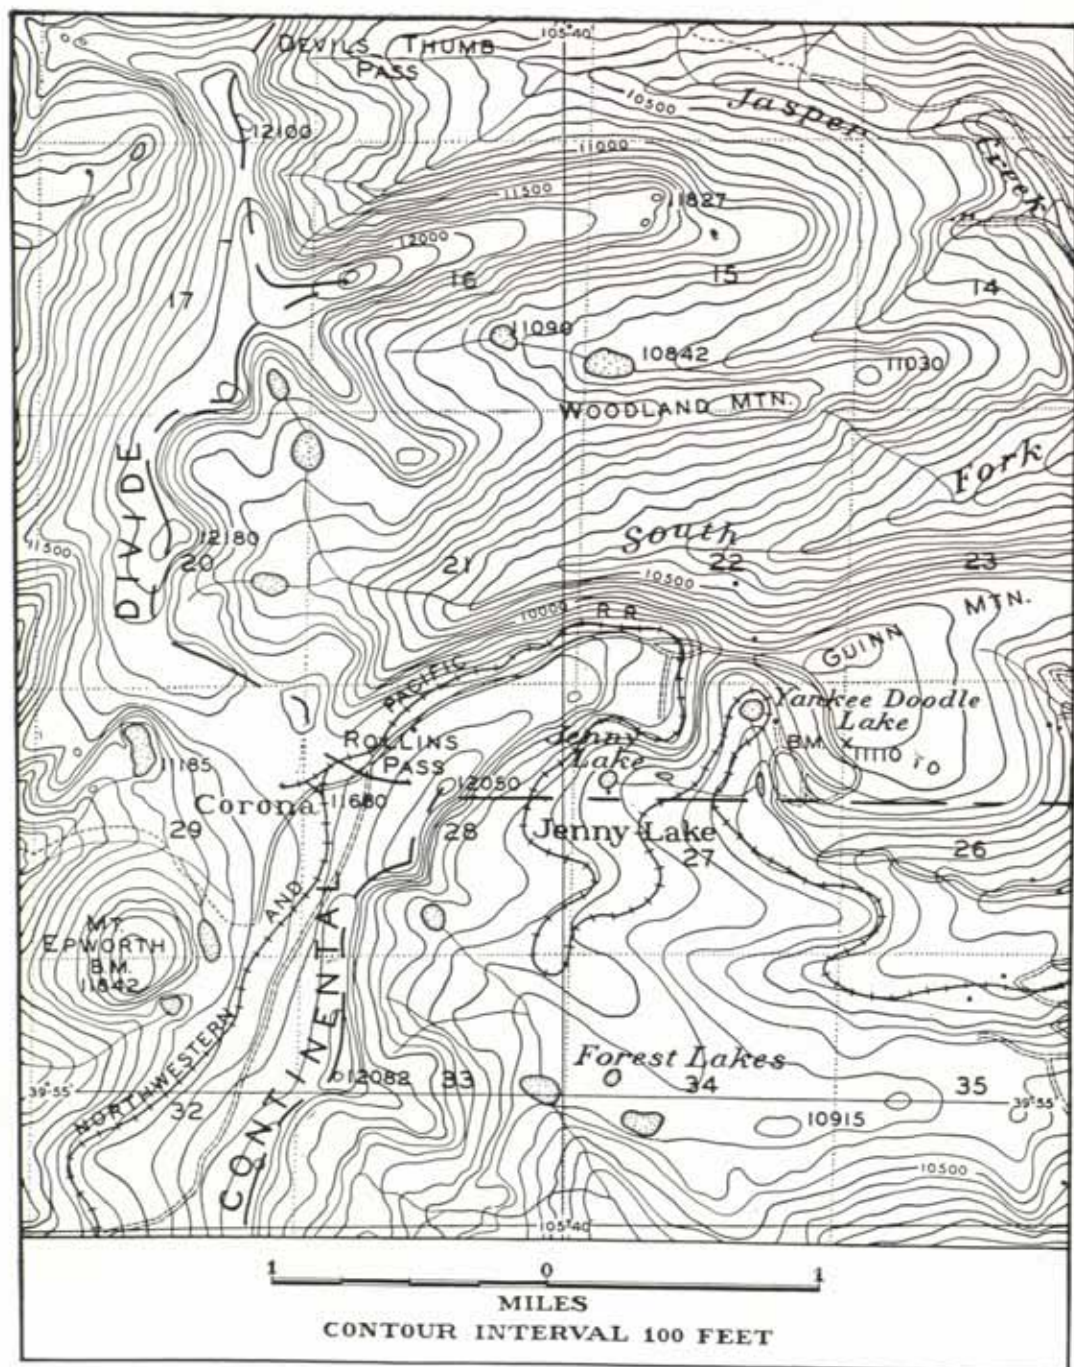 105°40'
DEVILS THUMB
PASS
10500
Jasper
Creek
12100
11000
11500
11827
12000
17
16
15
14
11090
10842
11030
WOODLAND MTN.
DIVIDE
Fork
11500
12180
20
21
South
22
23
10500
10000
R.R.
MTN.
GUINN
PACIFIC
Yankee Doodle
Lake
ROLLINS
PASS
Jenny
Lake
B.M.
11110 TO
11185
12050
Corona
11680
29
28
Jenny Lake
27
26
AND
MT.
EPWORTH
B.M.
11842
CONTINENTAL
NORTHWESTERN
Forest Lakes
12082
33
34
35
39°55'
39°55'
32
10915
10500
105°40'
1 0 1
MILES
CONTOUR INTERVAL 100 FEET